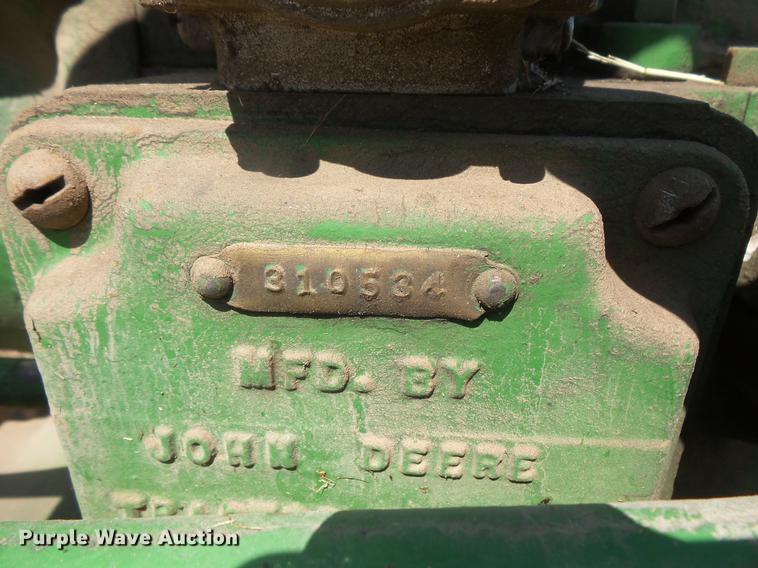 310534
MFD. BY
JOHN DEERE
Purple Wave Auction